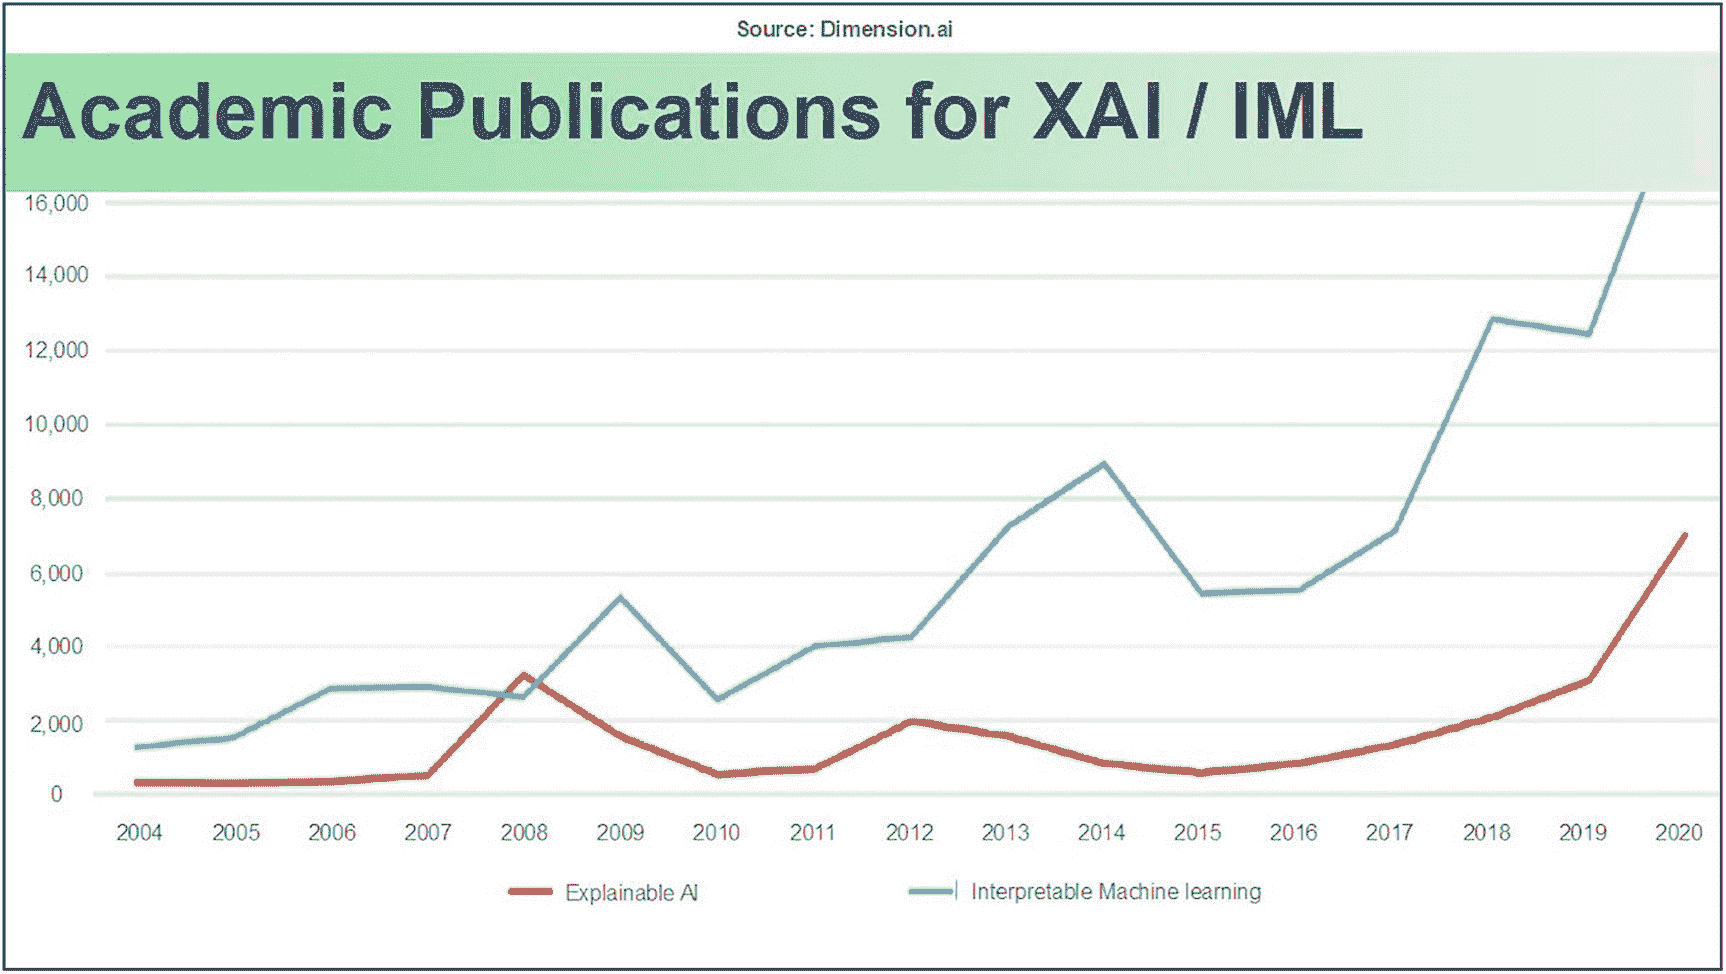 Source: Dimension.ai
Academic Publications for XAI / IML
16,000
14,000
12,000
10,000
8,000
6,000
4,000
2,000
0
2004 2005 2006 2007 2008 2009 2010 2011 2012 2013 2014 2015 2016 2017 2018 2019 2020
Explainable AI Interpretable Machine learning